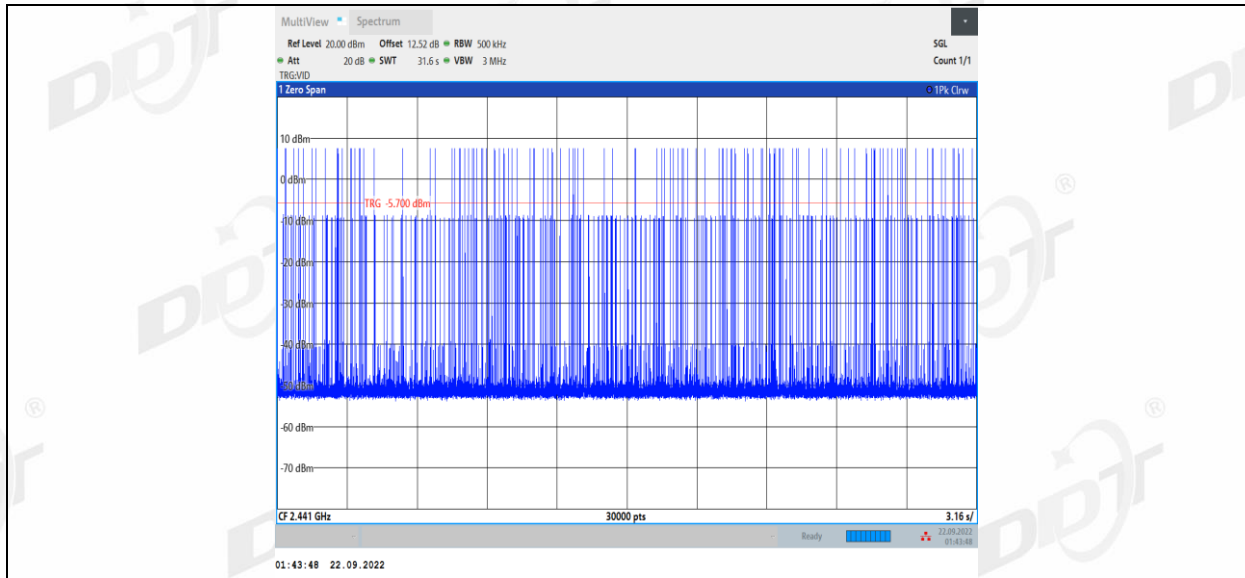 MultiView Spectrum
Ref Level 20.00 dBm Offset 12.52 dB RBW 500 kHz SGL
Att 20 dB SWT 31.6 s VBW 3 MHz Count 1/1
TRG:VID
1 Zero Span 1Pk Clrw
10 dBm
0 dBm
TRG -5.700 dBm
-10 dBm
-20 dBm
-30 dBm
-40 dBm
-50 dBm
-60 dBm
-70 dBm
CF 2.441 GHz 30000 pts 3.16 s/
Ready 22.09.2022
01:43:48
01:43:48 22.09.2022
DDT
®